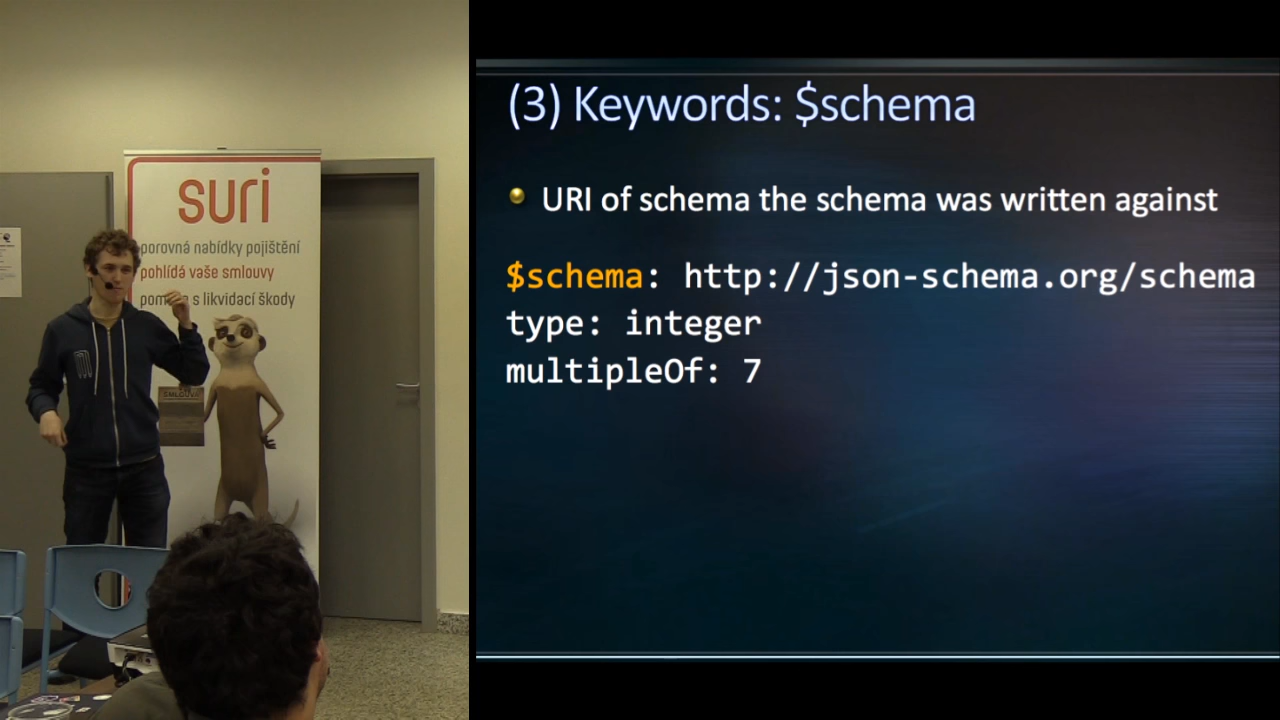 suri
porovná nabídky pojištění
pohlídá vaše smlouvy
s likvidací škody
SMLOUVA
(3) Keywords: $schema
URI of schema the schema was written against
$schema: http://json-schema.org/schema
type: integer
multipleOf: 7